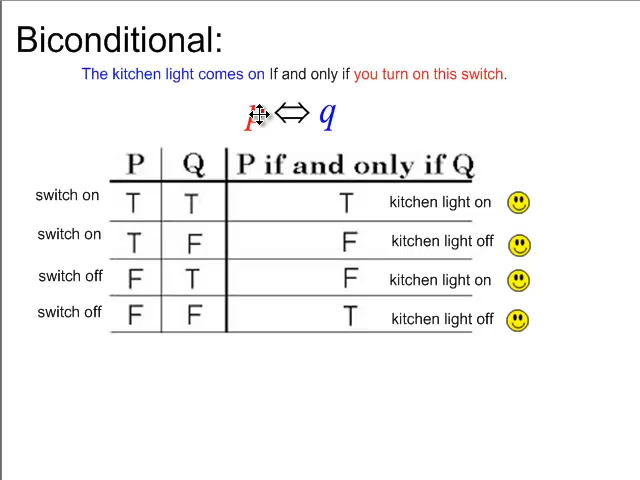 Biconditional:
The kitchen light comes on If and only if you turn on this switch.
p ⇔ q
P Q P if and only if Q
switch on T T T kitchen light on
switch on T F F kitchen light off
switch off F T F kitchen light on
switch off F F T kitchen light off